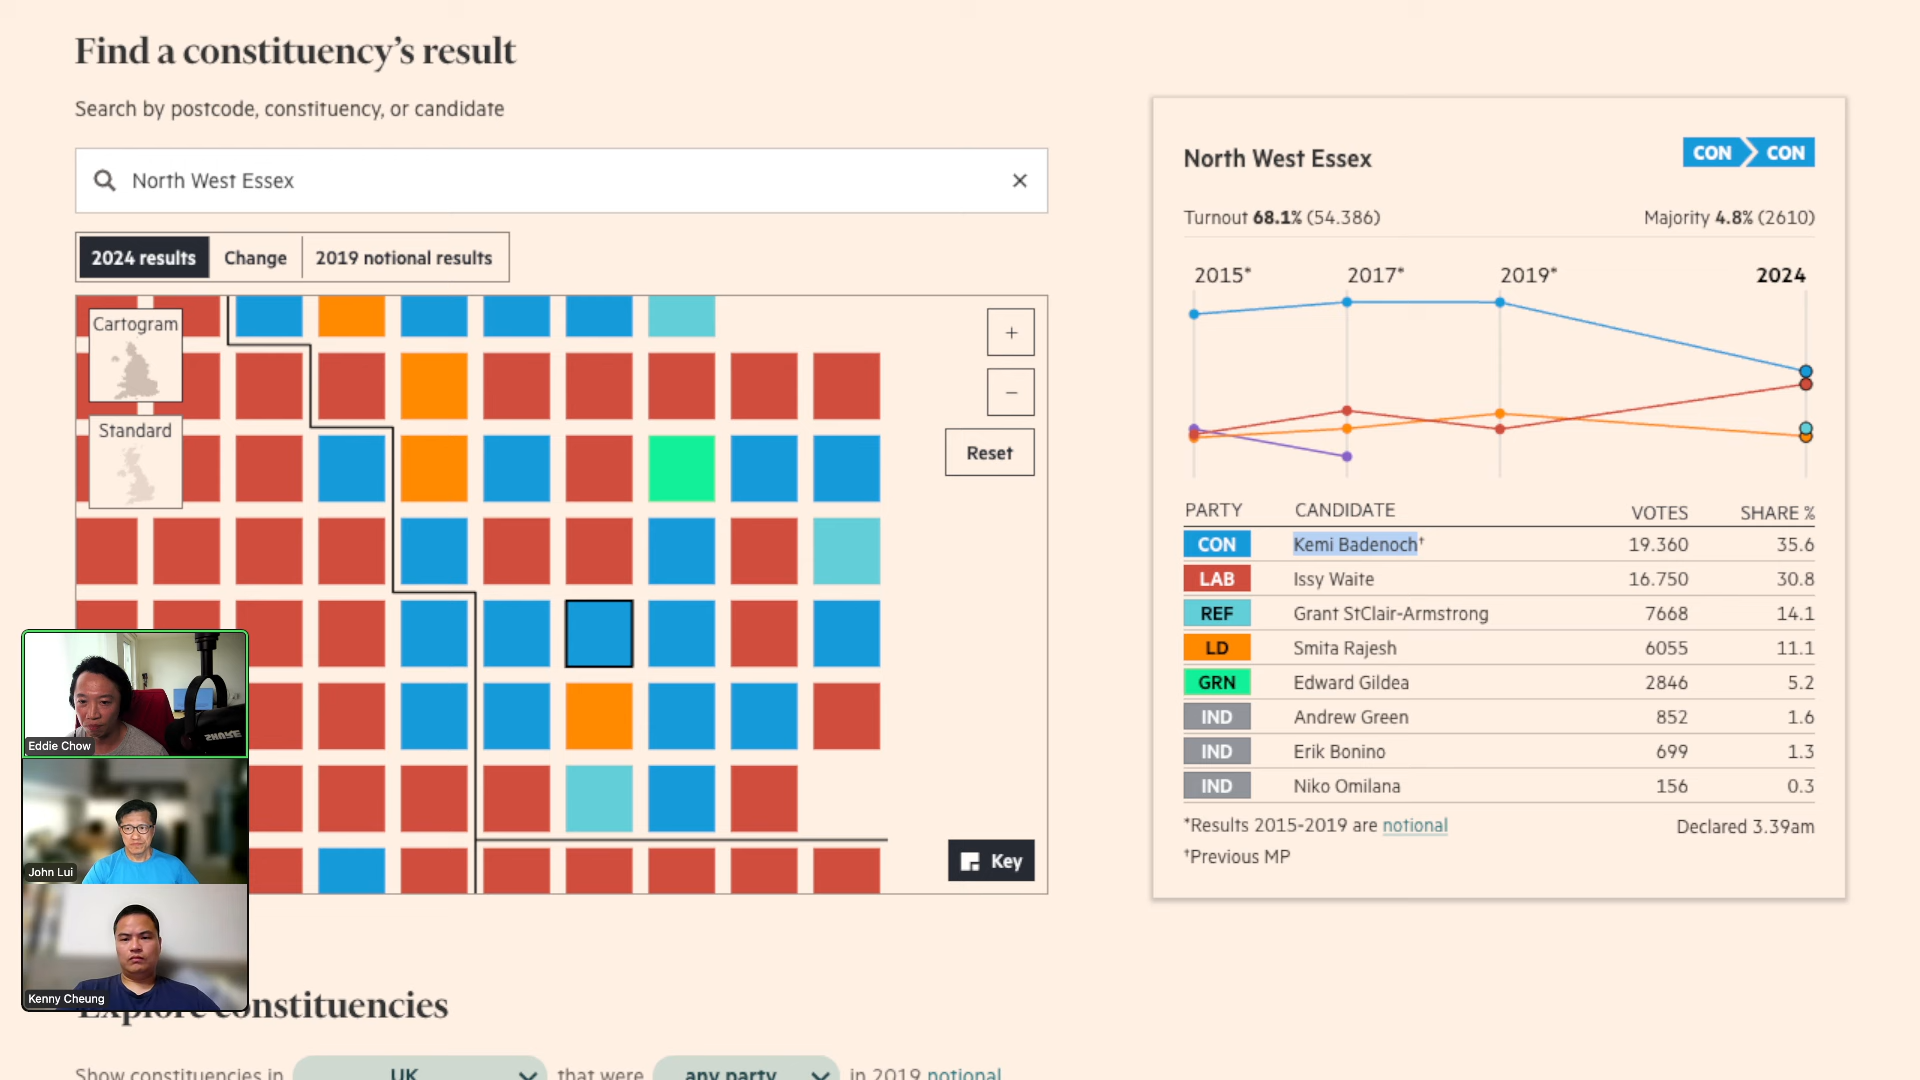 Find a constituency's result
Search by postcode, constituency, or candidate
North West Essex
2024 results
Change
2019 notional results
Cartogram
Standard
+
−
Reset
Key
North West Essex
CON CON
Turnout 68.1% (54.386)
Majority 4.8% (2610)
2015* 2017* 2019* 2024
PARTY CANDIDATE VOTES SHARE %
CON Kemi Badenoch† 19.360 35.6
LAB Issy Waite 16.750 30.8
REF Grant StClair-Armstrong 7668 14.1
LD Smita Rajesh 6055 11.1
GRN Edward Gildea 2846 5.2
IND Andrew Green 852 1.6
IND Erik Bonino 699 1.3
IND Niko Omilana 156 0.3
*Results 2015-2019 are notional
Declared 3.39am
†Previous MP
Eddie Chow
SHURE
John Lui
Kenny Cheung
Explore constituencies
Show constituencies in UK that were any party in 2019 notional